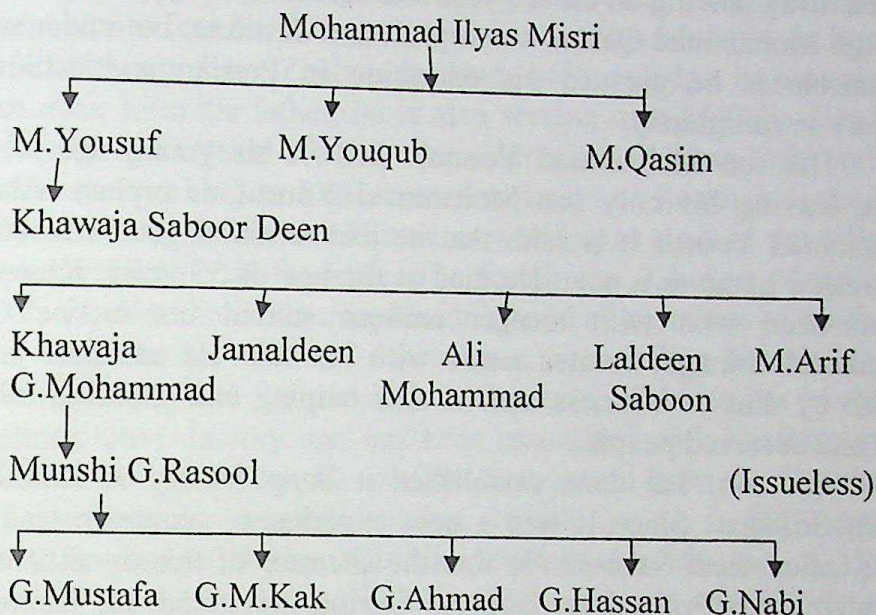 Mohammad Ilyas Misri
M.Yousuf M.Youqub M.Qasim
Khawaja Saboor Deen
Khawaja Jamaldeen Ali Laldeen M.Arif
G.Mohammad Mohammad Saboon
Munshi G.Rasool (Issueless)
G.Mustafa G.M.Kak G.Ahmad G.Hassan G.Nabi